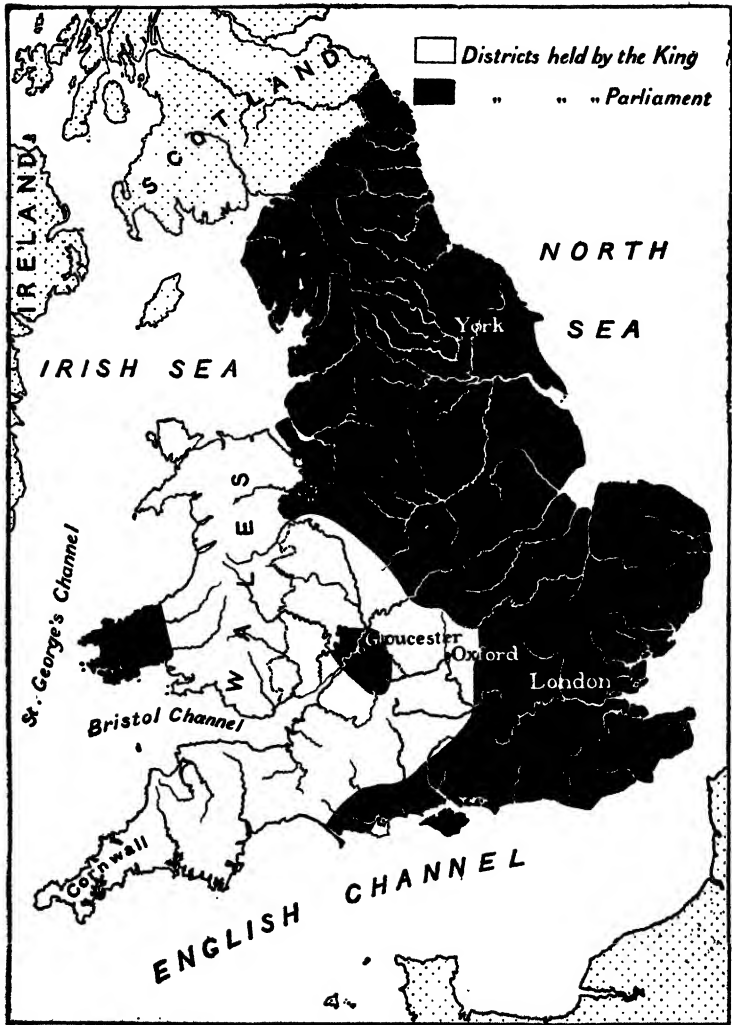 Districts held by the King
„ „ „ Parliament
SCOTLAND
IRELAND
NORTH
SEA
York
IRISH SEA
WALES
St. George's Channel
Gloucester
Oxford
London
Bristol Channel
Cornwall
ENGLISH CHANNEL